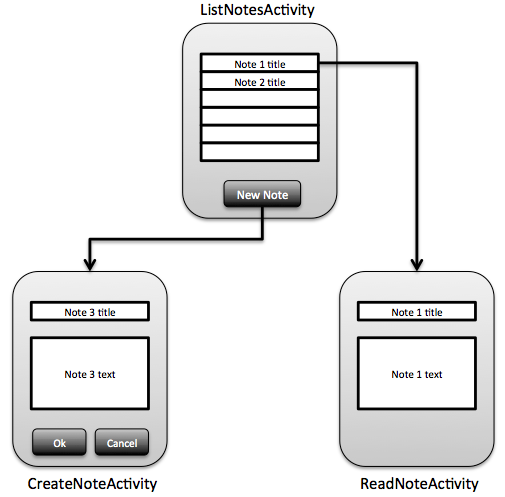 ListNotesActivity
Note 1 title
Note 2 title
New Note
Note 3 title
Note 3 text
Ok
Cancel
CreateNoteActivity
Note 1 title
Note 1 text
ReadNoteActivity